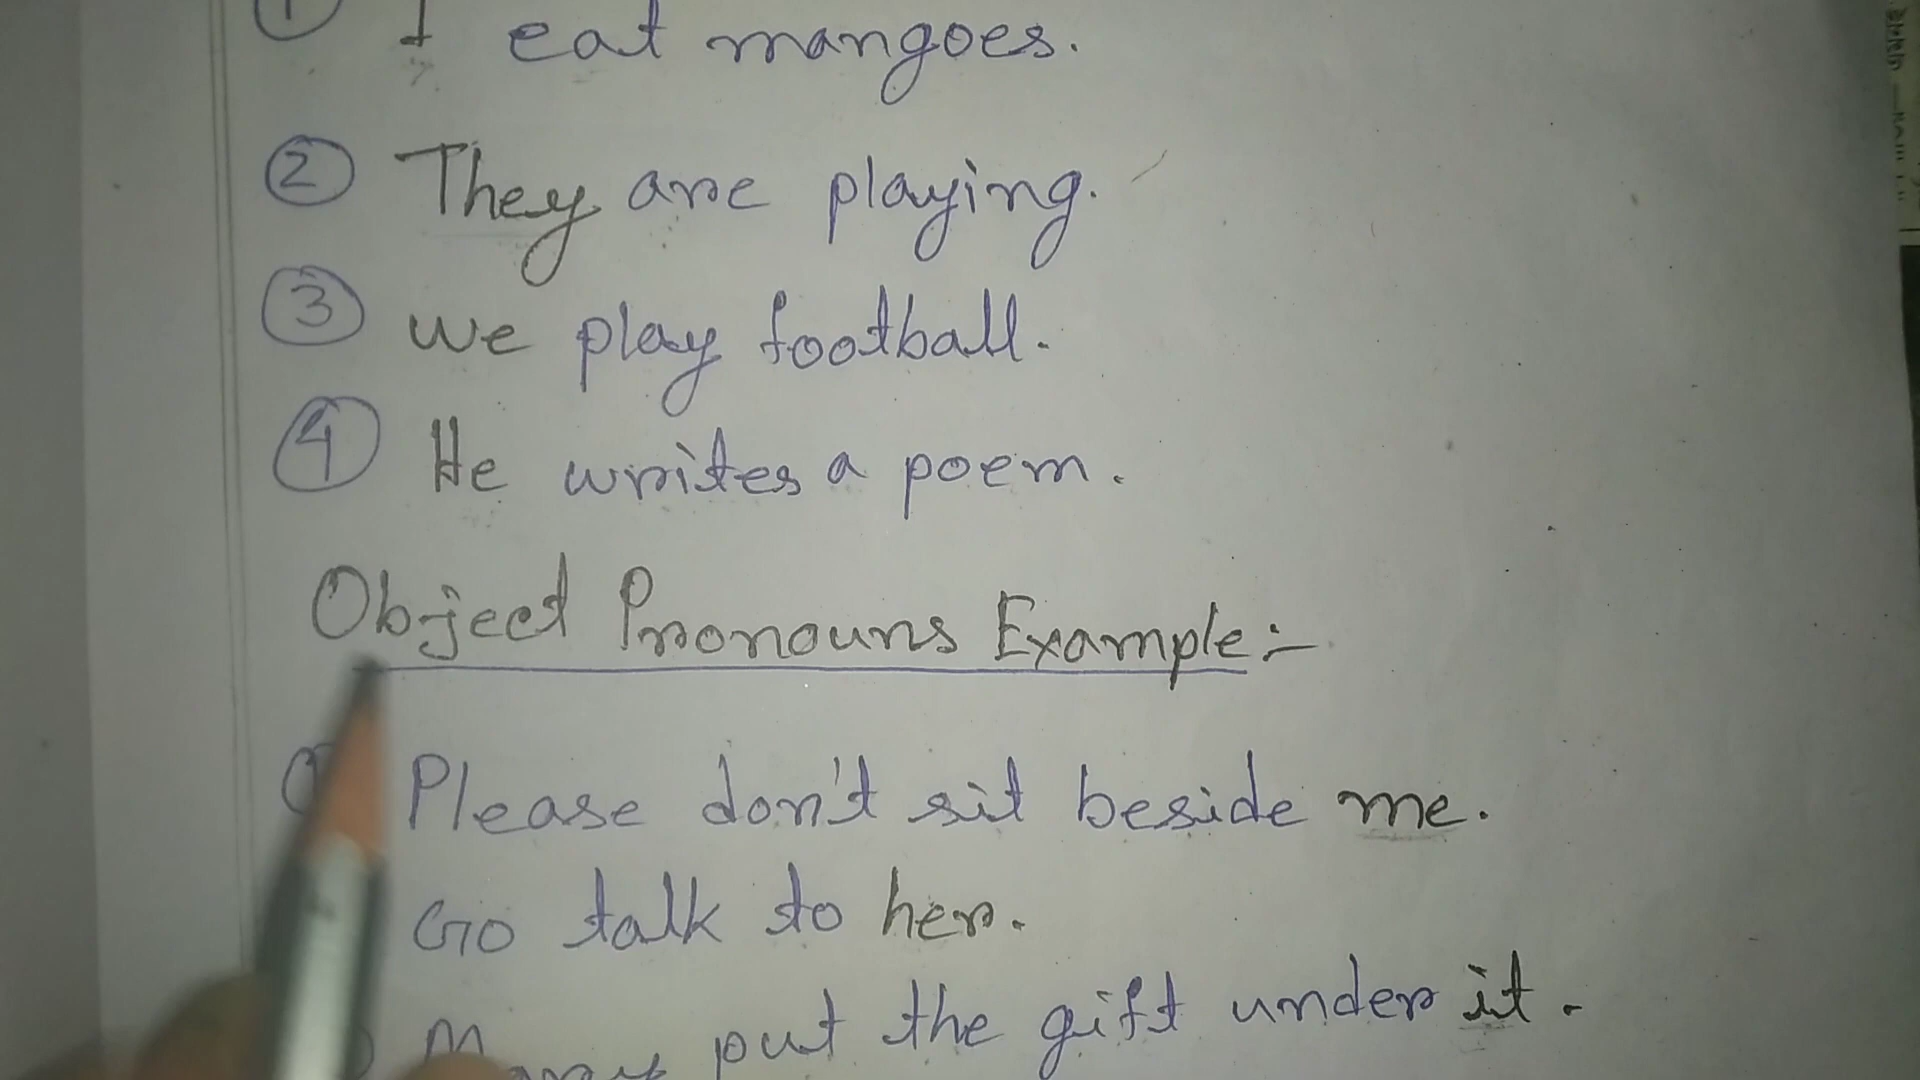 ① I eat mangoes.
② They are playing.
③ We play football.
④ He writes a poem.
Object Pronouns Example:-
Please don't sit beside me.
Go talk to her.
put the gift under it.